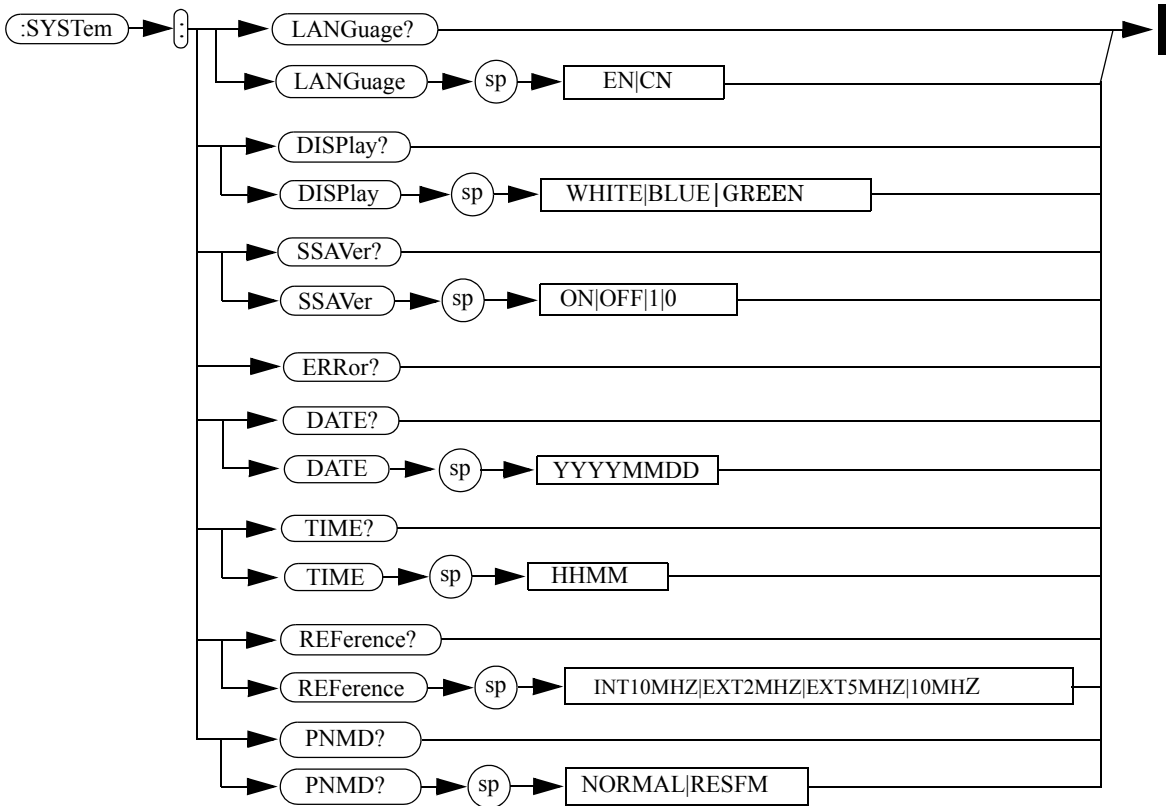 :SYSTem : LANGuage?
LANGuage sp EN|CN
DISPlay?
DISPlay sp WHITE|BLUE|GREEN
SSAVer?
SSAVer sp ON|OFF|1|0
ERRor?
DATE?
DATE sp YYYYMMDD
TIME?
TIME sp HHMM
REFerence?
REFerence sp INT10MHZ|EXT2MHZ|EXT5MHZ|10MHZ
PNMD?
PNMD? sp NORMAL|RESFM